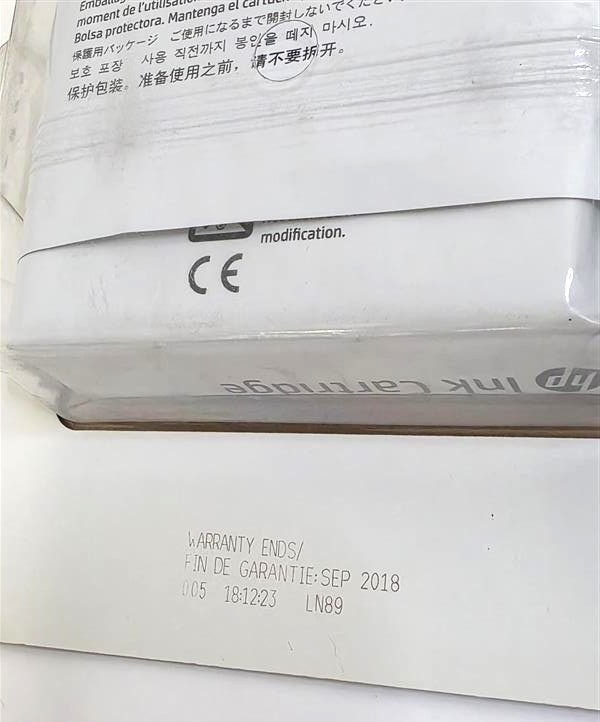 Emballage
moment de l'utilisation.
Bolsa protectora. Mantenga el cartucho
保護用パッケージ ご使用になるまで開封しないでください。
보호 포장 사용 직전까지 봉인을 떼지 마시오.
保护包装。准备使用之前，请不要拆开。
modification.
CE
hp Ink Cartridge
WARRANTY ENDS/
FIN DE GARANTIE:SEP 2018
005 18:12:23 LN89